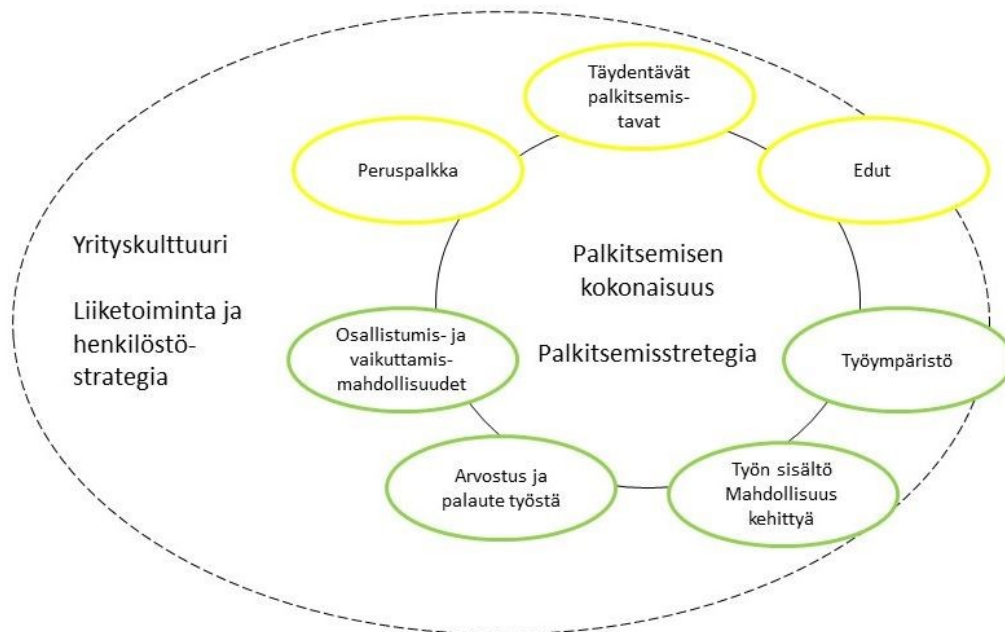 Täydentävät
palkitsemis-
tavat
Peruspalkka
Edut
Yrityskulttuuri
Liiketoiminta ja
henkilöstö-
strategia
Palkitsemisen
kokonaisuus
Palkitsemisstretegia
Osallistumis- ja
vaikuttamis-
mahdollisuudet
Työympäristö
Arvostus ja
palaute työstä
Työn sisältö
Mahdollisuus
kehittyä